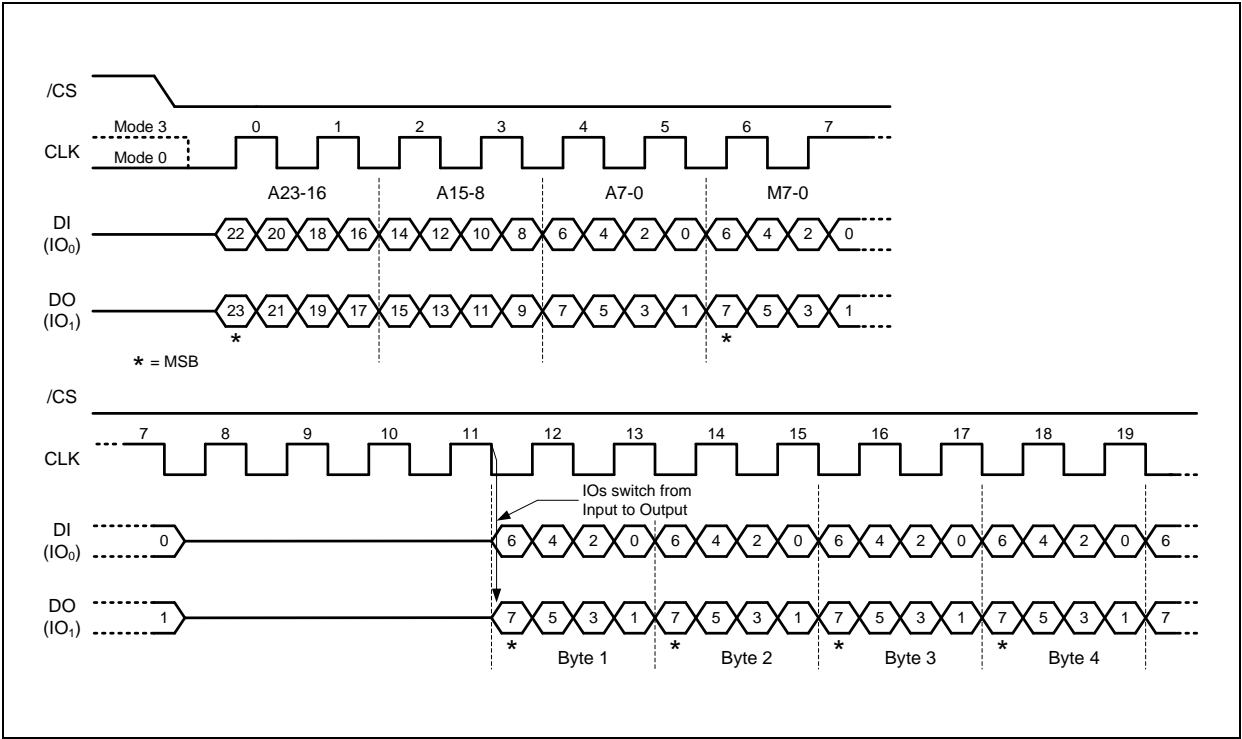 /CS
Mode 3
0 1 2 3 4 5 6 7
CLK
Mode 0
A23-16 A15-8 A7-0 M7-0
DI
(IO₀)
22 20 18 16 14 12 10 8 6 4 2 0 6 4 2 0
DO
(IO₁)
23 21 19 17 15 13 11 9 7 5 3 1 7 5 3 1
* *
* = MSB
/CS
7 8 9 10 11 12 13 14 15 16 17 18 19
CLK
IOs switch from
Input to Output
DI
(IO₀)
0 6 4 2 0 6 4 2 0 6 4 2 0 6 4 2 0 6
DO
(IO₁)
1 7 5 3 1 7 5 3 1 7 5 3 1 7 5 3 1 7
* * * *
Byte 1 Byte 2 Byte 3 Byte 4